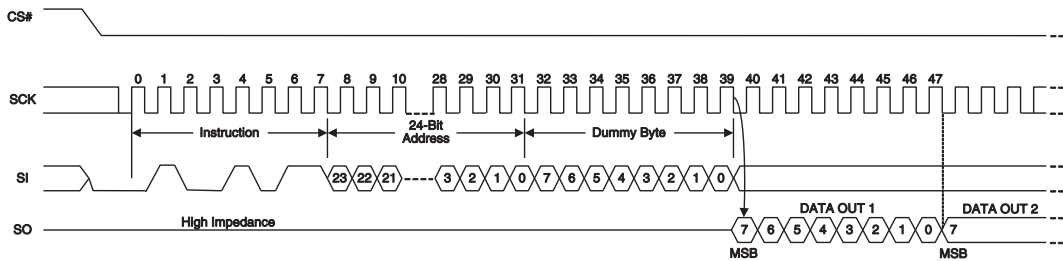 CS#
0 1 2 3 4 5 6 7 8 9 10 28 29 30 31 32 33 34 35 36 37 38 39 40 41 42 43 44 45 46 47
SCK
Instruction 24-Bit Address Dummy Byte
SI 23 22 21 3 2 1 0 7 6 5 4 3 2 1 0
DATA OUT 1 DATA OUT 2
High Impedance
SO 7 6 5 4 3 2 1 0 7
MSB MSB